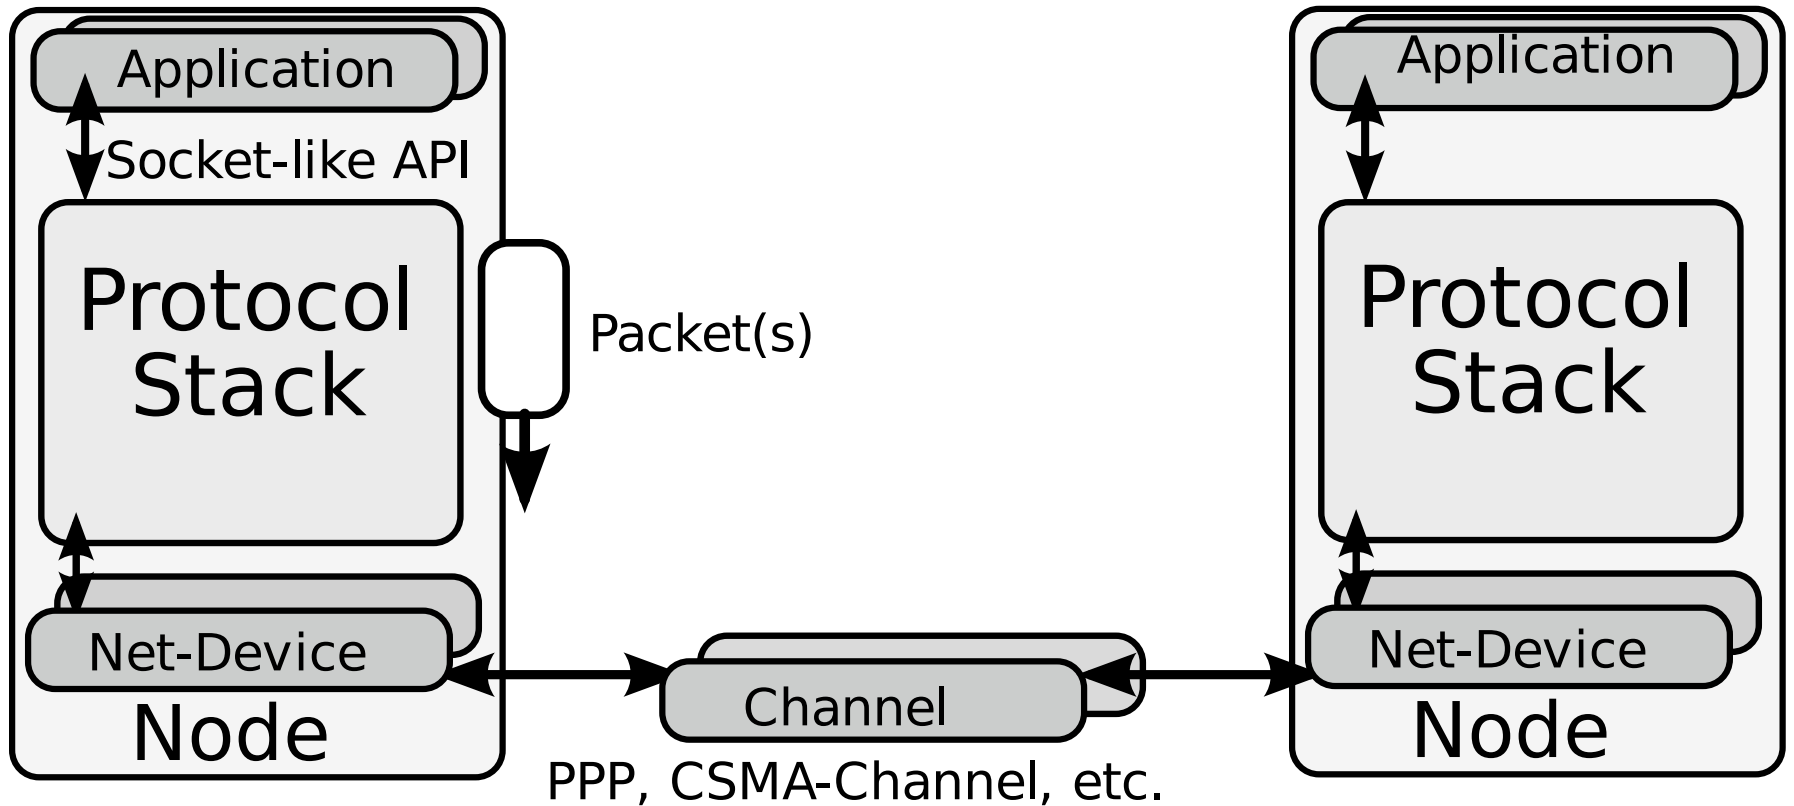 Application
Socket-like API
Protocol
Stack
Net-Device
Node
Packet(s)
Channel
PPP, CSMA-Channel, etc.
Application
Protocol
Stack
Net-Device
Node